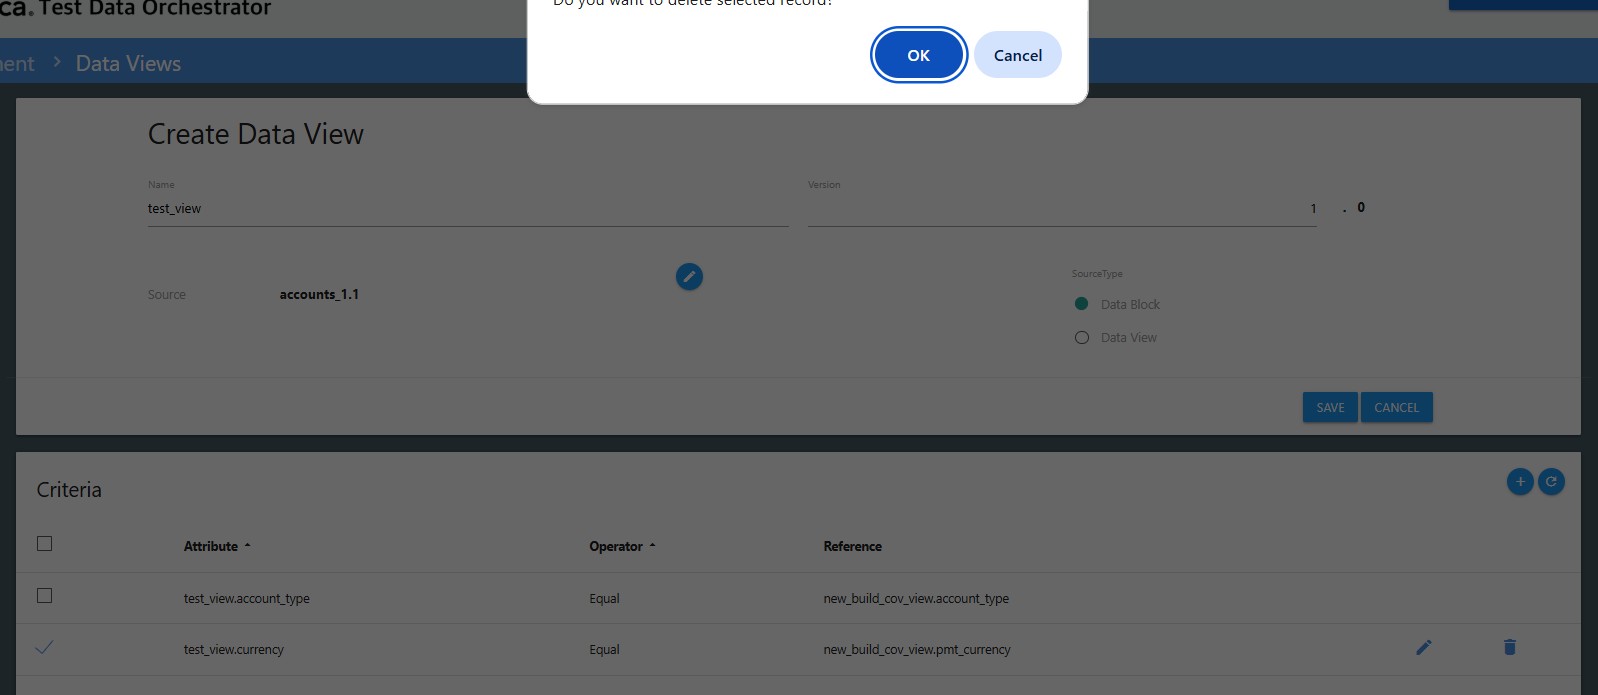 ca. Test Data Orchestrator
Do you want to delete selected record?
OK Cancel
> Data Views
Create Data View
Name
test_view
Version
1 . 0
Source accounts_1.1
SourceType
Data Block
Data View
SAVE CANCEL
Criteria
Attribute Operator Reference
test_view.account_type Equal new_build_cov_view.account_type
test_view.currency Equal new_build_cov_view.pmt_currency